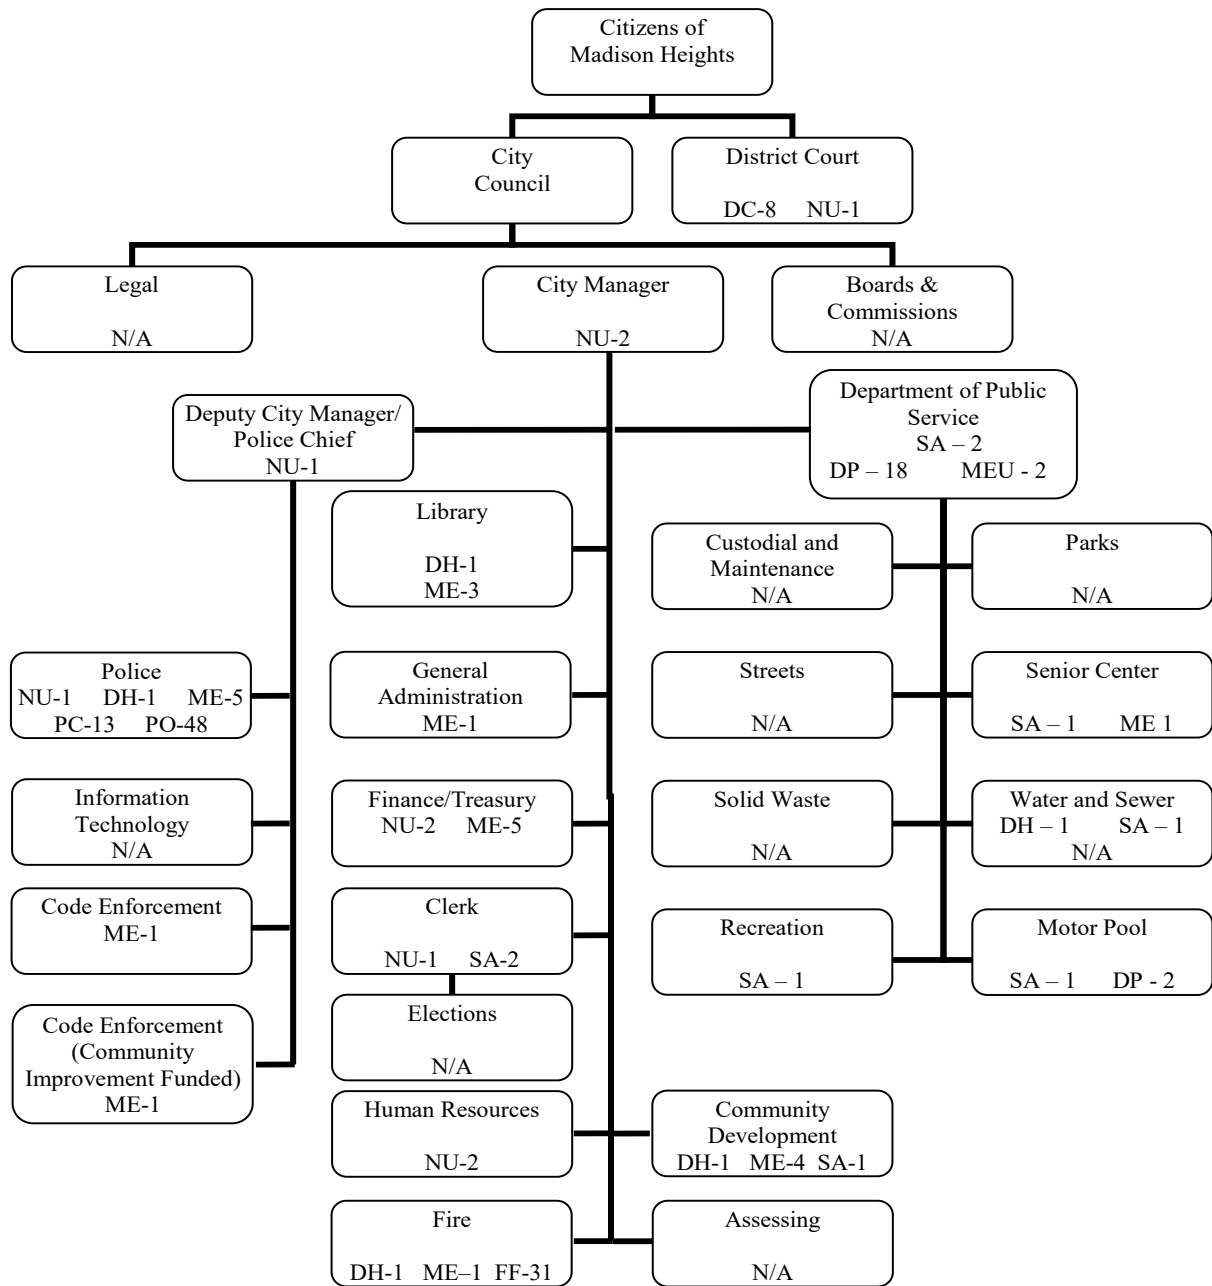 Citizens of
Madison Heights
City
Council
District Court
DC-8 NU-1
Legal
N/A
City Manager
NU-2
Boards &
Commissions
N/A
Deputy City Manager/
Police Chief
NU-1
Department of Public
Service
SA – 2
DP – 18 MEU - 2
Library
DH-1
ME-3
Custodial and
Maintenance
N/A
Parks
N/A
Police
NU-1 DH-1 ME-5
PC-13 PO-48
General
Administration
ME-1
Streets
N/A
Senior Center
SA – 1 ME 1
Information
Technology
N/A
Finance/Treasury
NU-2 ME-5
Solid Waste
N/A
Water and Sewer
DH – 1 SA – 1
N/A
Code Enforcement
ME-1
Clerk
NU-1 SA-2
Recreation
SA – 1
Motor Pool
SA – 1 DP - 2
Code Enforcement
(Community
Improvement Funded)
ME-1
Elections
N/A
Human Resources
NU-2
Community
Development
DH-1 ME-4 SA-1
Fire
DH-1 ME–1 FF-31
Assessing
N/A